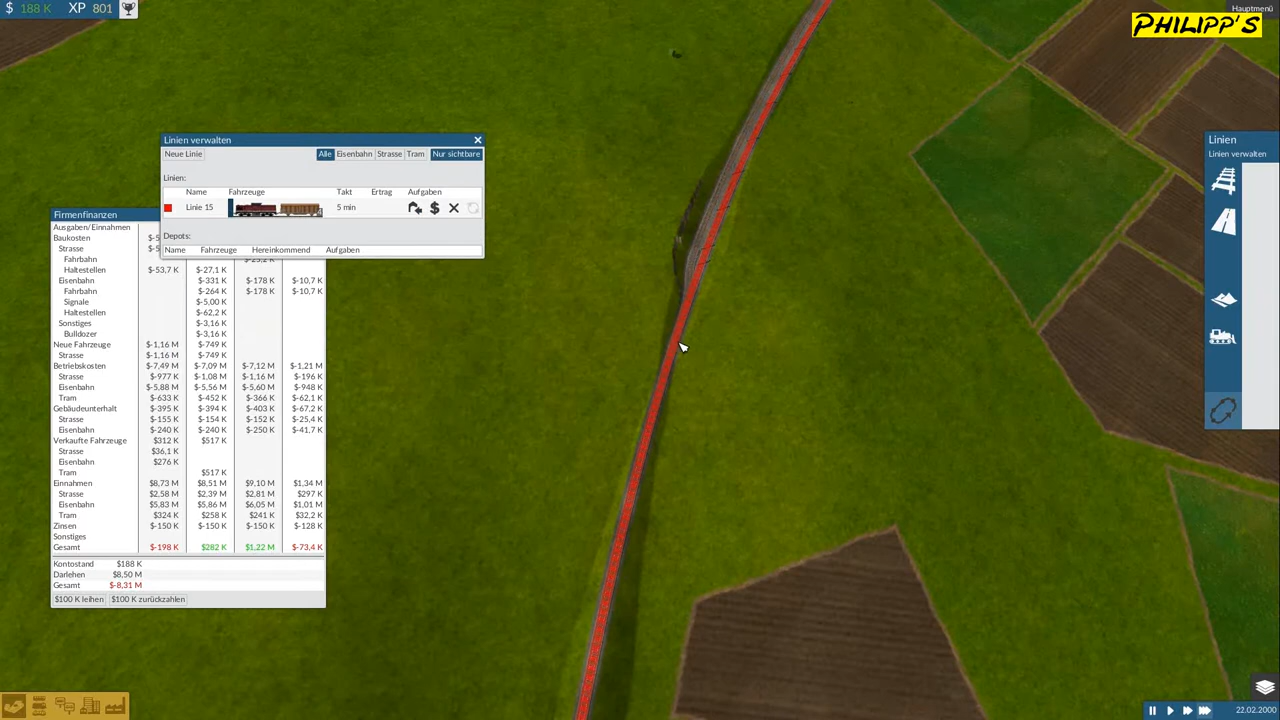 $ 188 K XP 801
Hauptmenü
PHILIPP'S
Linien verwalten
Neue Linie Alle Eisenbahn Strasse Tram Nur sichtbare
Linien:
Name Fahrzeuge Takt Ertrag Aufgaben
Linie 15 5 min
Depots:
Name Fahrzeuge Hereinkommend Aufgaben
Linien
Linien verwalten
Firmenfinanzen
Ausgaben/Einnahmen
Baukosten
Strasse
Fahrbahn
Haltestellen $-53,7 K $-27,1 K
Eisenbahn $-331 K $-178 K $-10,7 K
Fahrbahn $-264 K $-178 K $-10,7 K
Signale $-5,00 K
Haltestellen $-62,2 K
Sonstiges $-3,16 K
Bulldozer $-3,16 K
Neue Fahrzeuge $-1,16 M $-749 K
Strasse $-1,16 M $-749 K
Betriebskosten $-7,49 M $-7,09 M $-7,12 M $-1,21 M
Strasse $-977 K $-1,08 M $-1,16 M $-196 K
Eisenbahn $-5,88 M $-5,56 M $-5,60 M $-948 K
Tram $-633 K $-452 K $-366 K $-62,1 K
Gebäudeunterhalt $-395 K $-394 K $-403 K $-67,2 K
Strasse $-155 K $-154 K $-152 K $-25,4 K
Eisenbahn $-240 K $-240 K $-250 K $-41,7 K
Verkaufte Fahrzeuge $312 K $517 K
Strasse $36,1 K
Eisenbahn $276 K
Tram $517 K
Einnahmen $8,73 M $8,51 M $9,10 M $1,34 M
Strasse $2,58 M $2,39 M $2,81 M $297 K
Eisenbahn $5,83 M $5,86 M $6,05 M $1,01 M
Tram $324 K $258 K $241 K $32,2 K
Zinsen $-150 K $-150 K $-150 K $-128 K
Sonstiges
Gesamt $-198 K $282 K $1,22 M $-73,4 K
Kontostand $188 K
Darlehen $8,50 M
Gesamt $-8,31 M
$100 K leihen $100 K zurückzahlen
22.02.2000